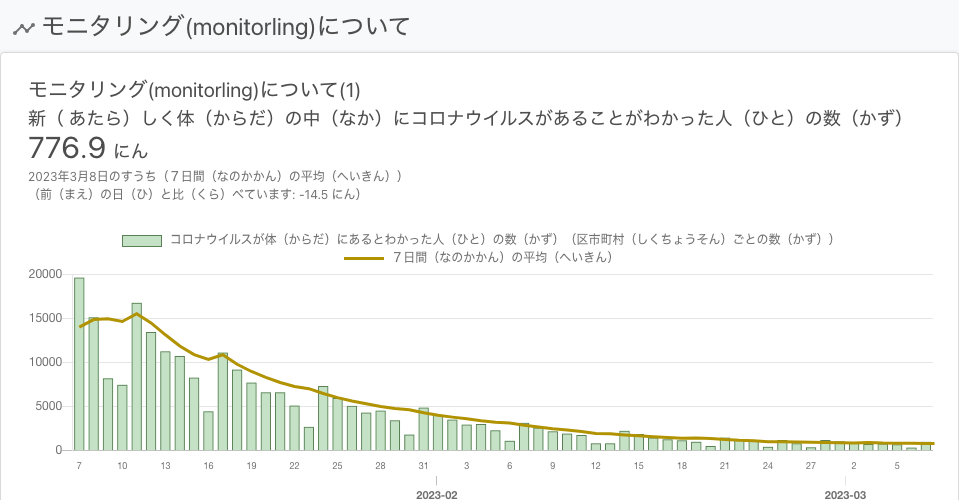 モニタリング(monitorling)について
モニタリング(monitorling)について(1)
新（ あたら）しく体（からだ）の中（なか）にコロナウイルスがあることがわかった人（ひと）の数（かず）
776.9 にん
2023年3月8日のすうち（７日間（なのかかん）の平均（へいきん））
（前（まえ）の日（ひ）と比（くら）べています: -14.5 にん）
コロナウイルスが体（からだ）にあるとわかった人（ひと）の数（かず）（区市町村（しくちょうそん）ごとの数（かず））
７日間（なのかかん）の平均（へいきん）
20000
15000
10000
5000
0
7 10 13 16 19 22 25 28 31 3 6 9 12 15 18 21 24 27 2 5
2023-02 2023-03